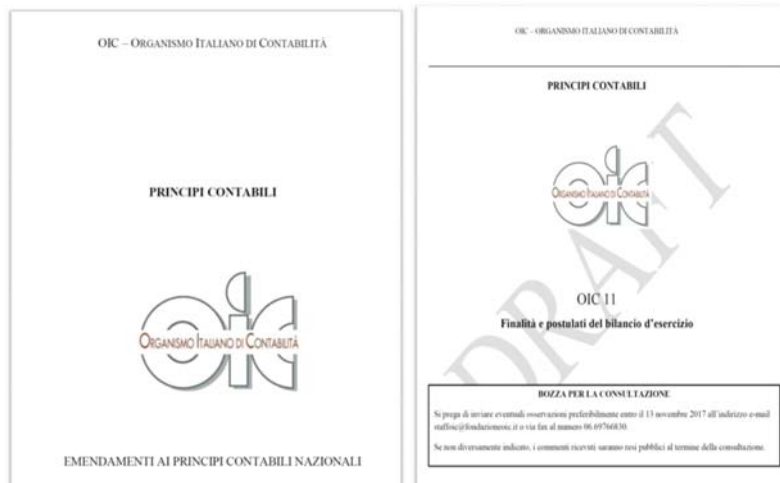 OIC – ORGANISMO ITALIANO DI CONTABILITÀ
PRINCIPI CONTABILI
OIC
ORGANISMO ITALIANO DI CONTABILITÀ
EMENDAMENTI AI PRINCIPI CONTABILI NAZIONALI
OIC - ORGANISMO ITALIANO DI CONTABILITÀ
PRINCIPI CONTABILI
OIC
ORGANISMO ITALIANO DI CONTABILITÀ
DRAFT
OIC 11
Finalità e postulati del bilancio d'esercizio
BOZZA PER LA CONSULTAZIONE
Si prega di inviare eventuali osservazioni preferibilmente entro il 13 novembre 2017 all'indirizzo e-mail
staffoic@fondazioneoic.it o via fax al numero 06.69766830.
Se non diversamente indicato, i commenti ricevuti saranno resi pubblici al termine della consultazione.